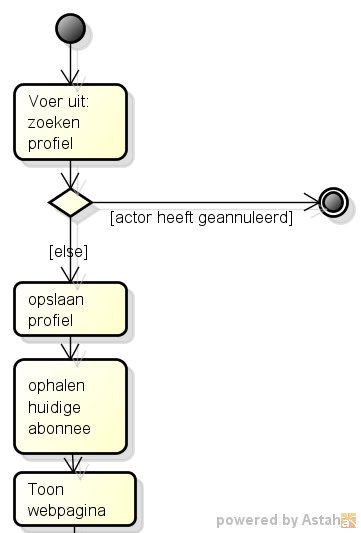 Voer uit:
zoeken
profiel
[actor heeft geannuleerd]
[else]
opslaan
profiel
ophalen
huidige
abonnee
Toon
webpagina
powered by Astah